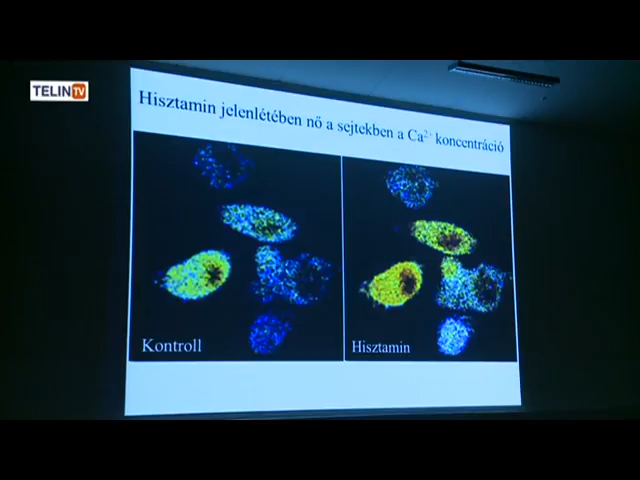 TELIN TV
Hisztamin jelenlétében nő a sejtekben a Ca²⁺ koncentráció
Kontroll
Hisztamin